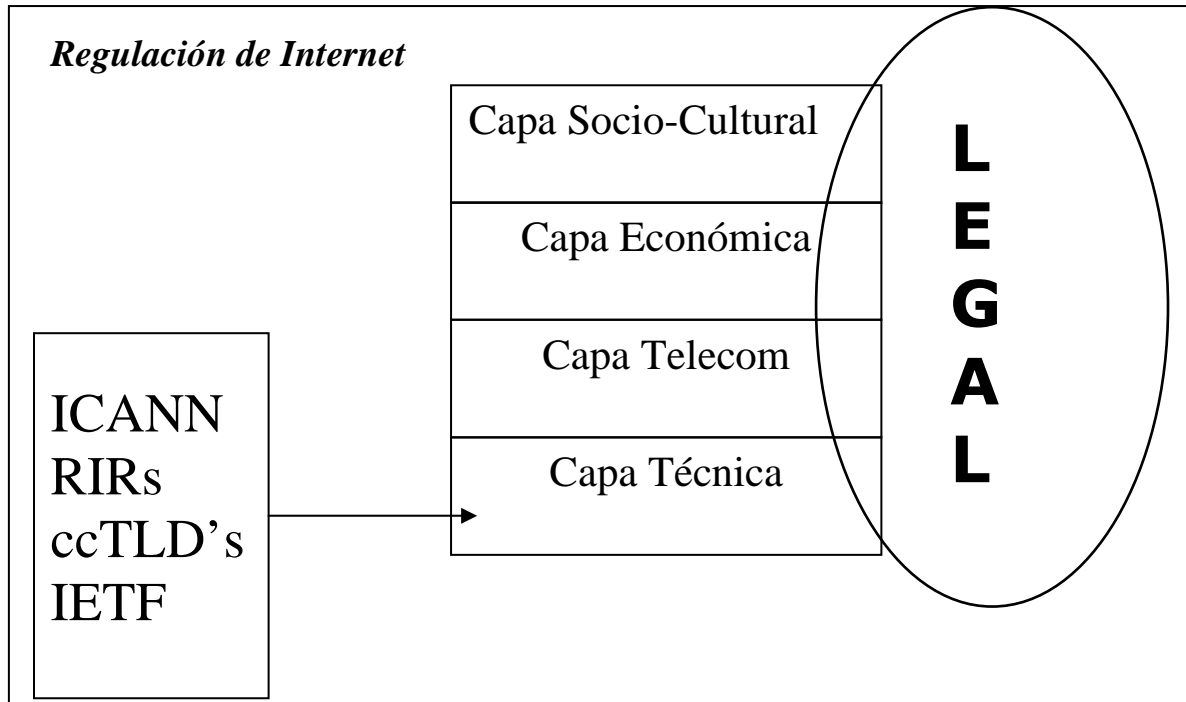 Regulación de Internet
Capa Socio-Cultural
Capa Económica
Capa Telecom
Capa Técnica
ICANN
RIRs
ccTLD’s
IETF
L
E
G
A
L